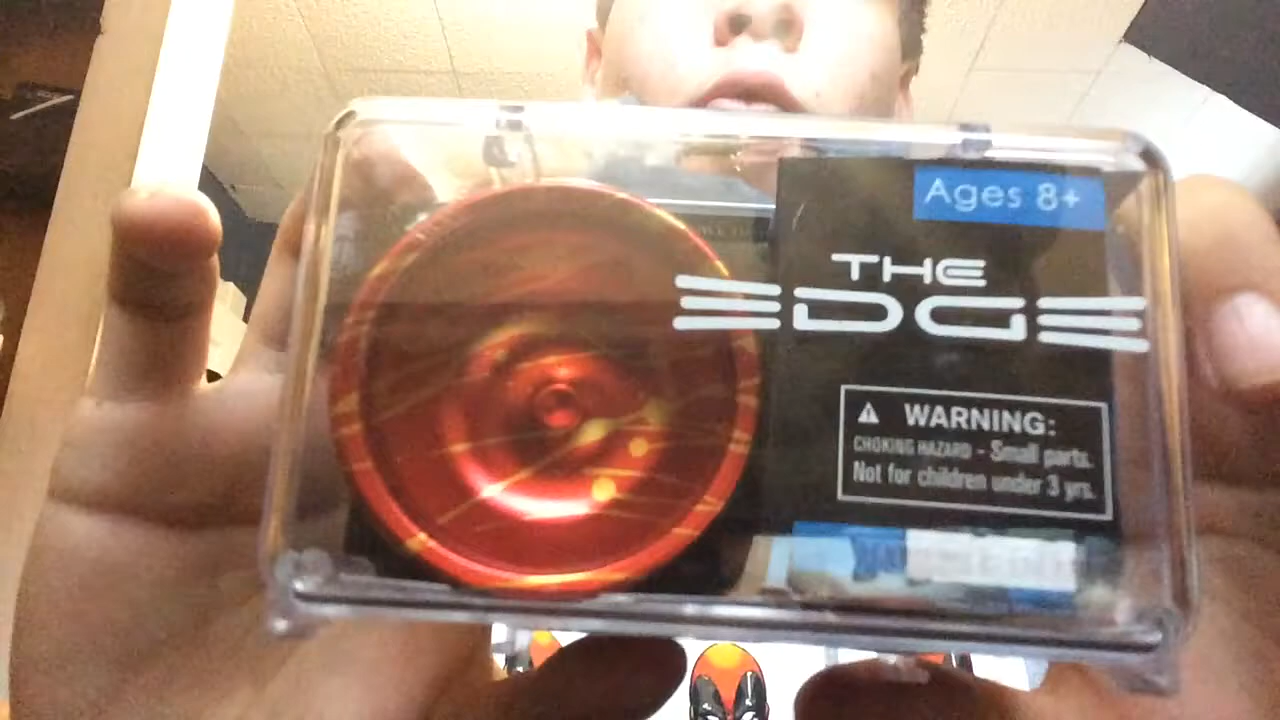 Ages 8+
THE
EDGE
WARNING:
CHOKING HAZARD - Small parts.
Not for children under 3 yrs.